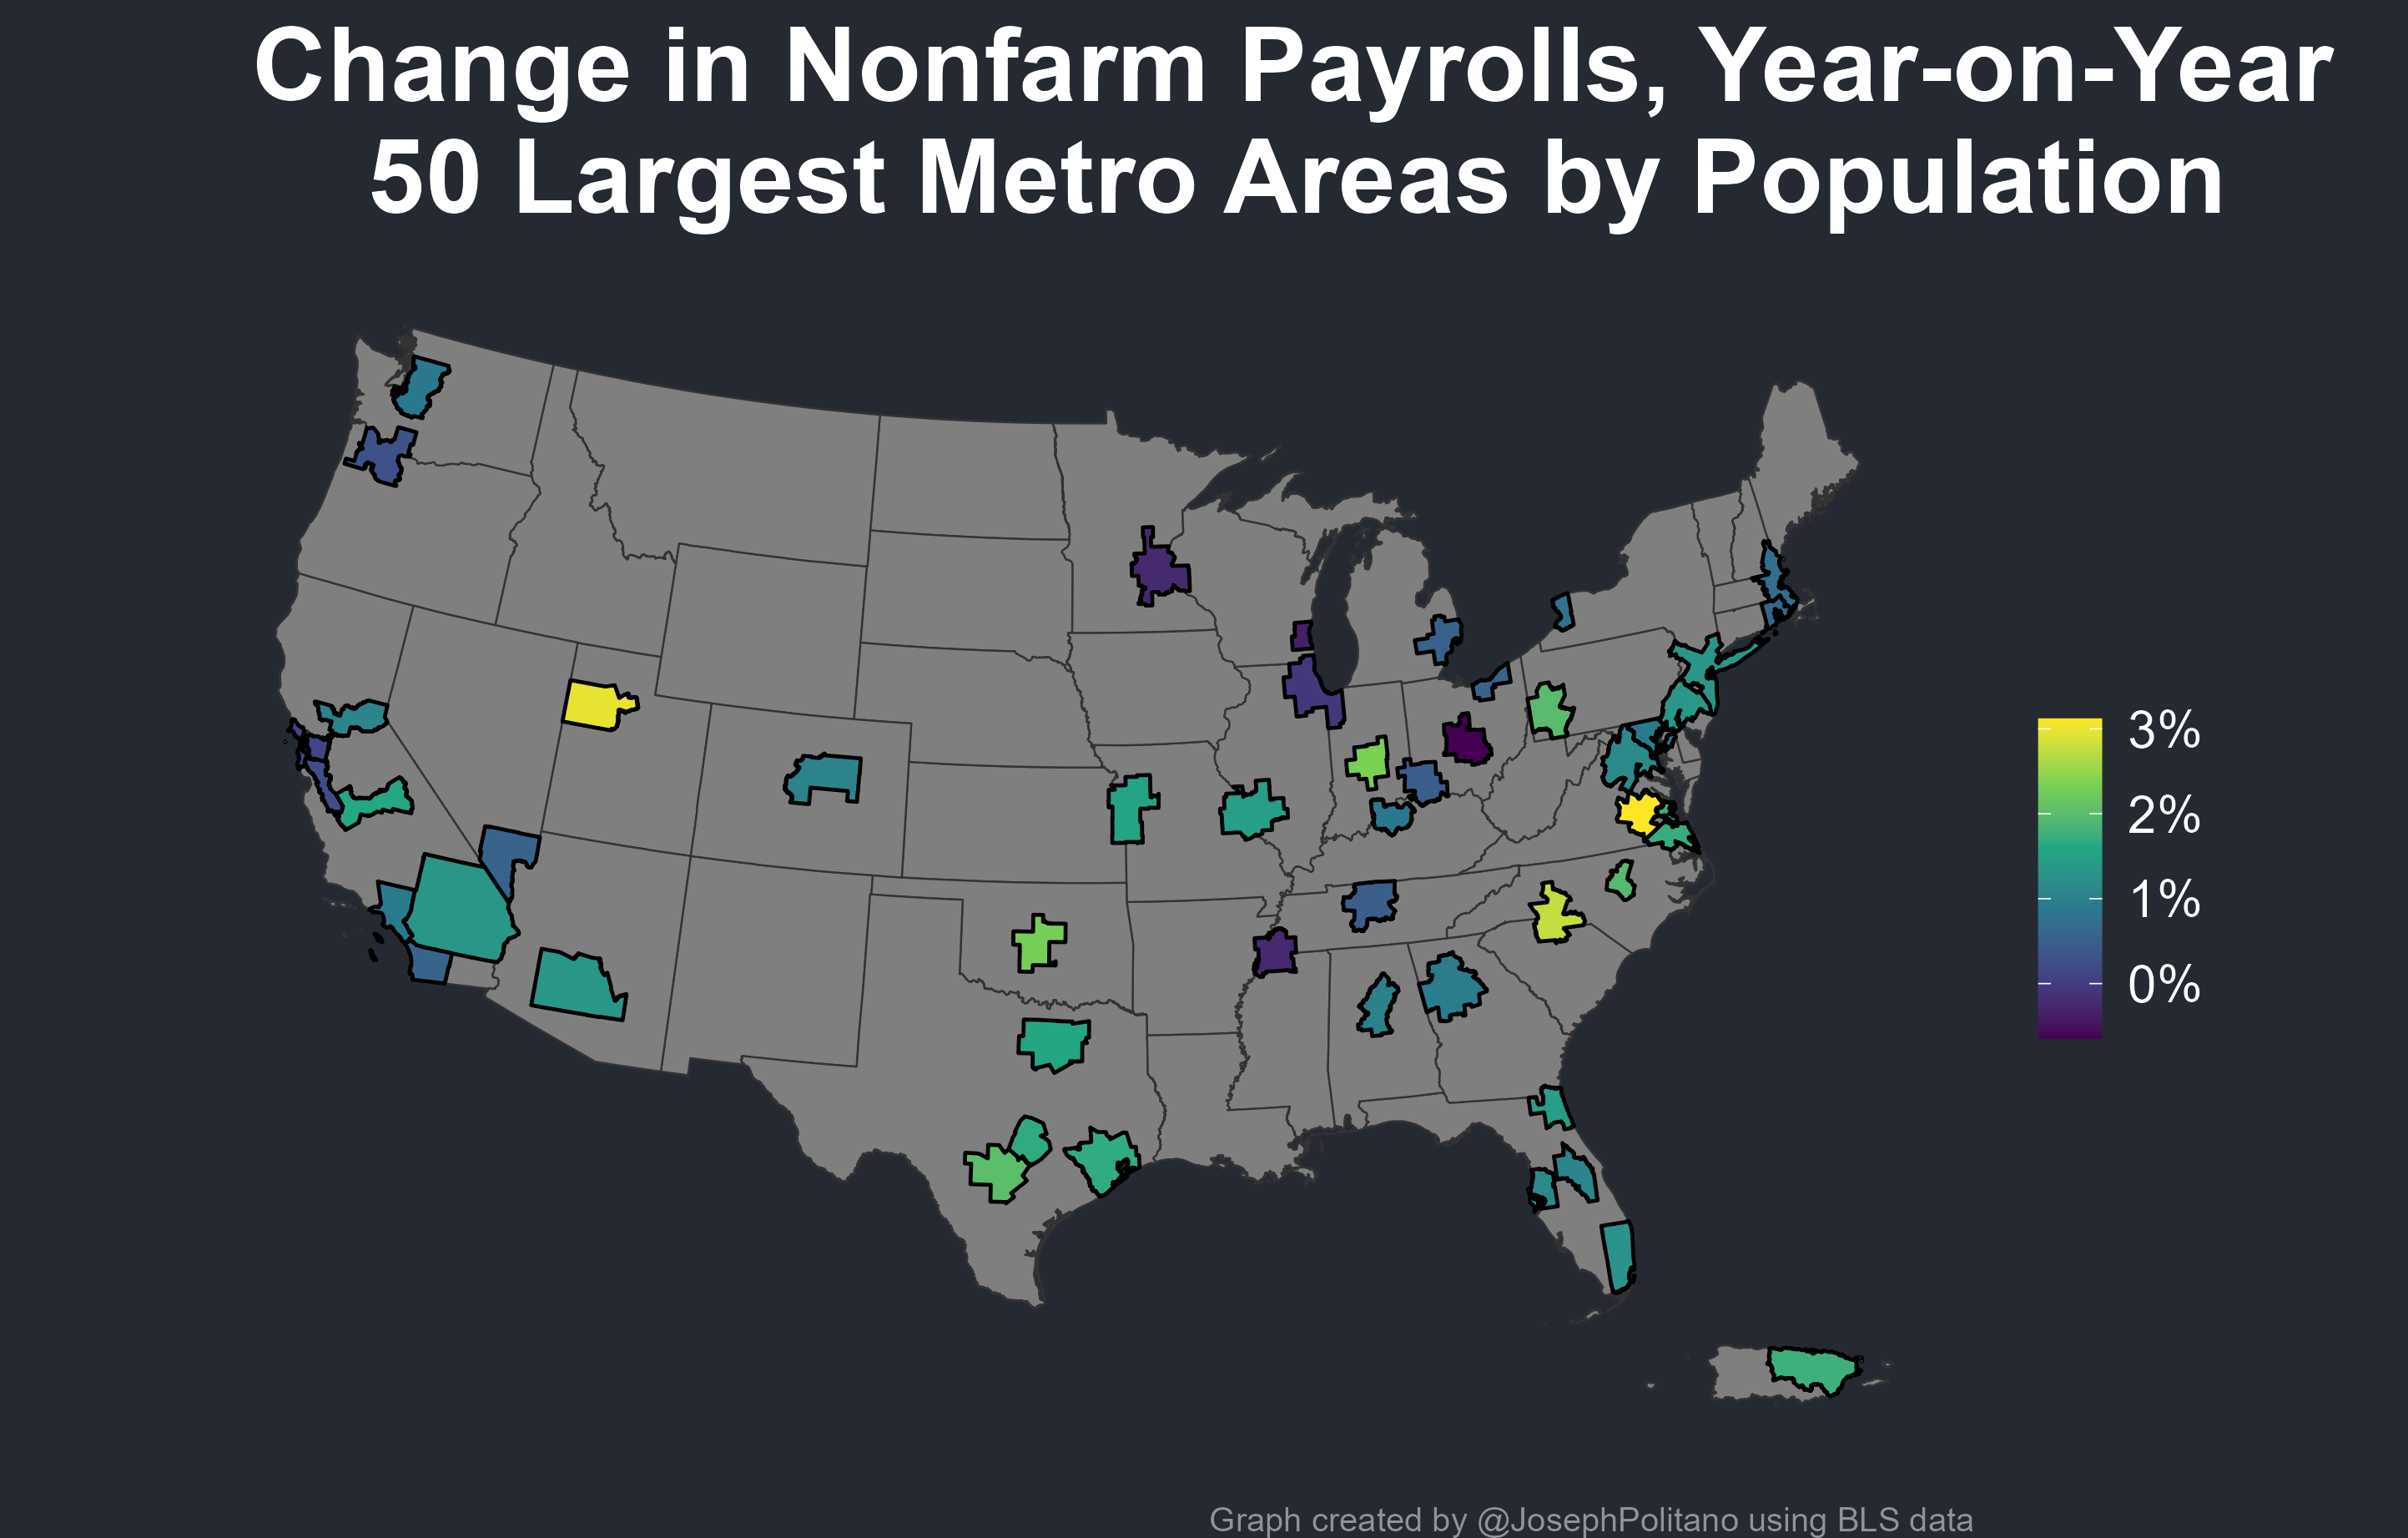 Change in Nonfarm Payrolls, Year-on-Year
50 Largest Metro Areas by Population
3%
2%
1%
0%
Graph created by @JosephPolitano using BLS data